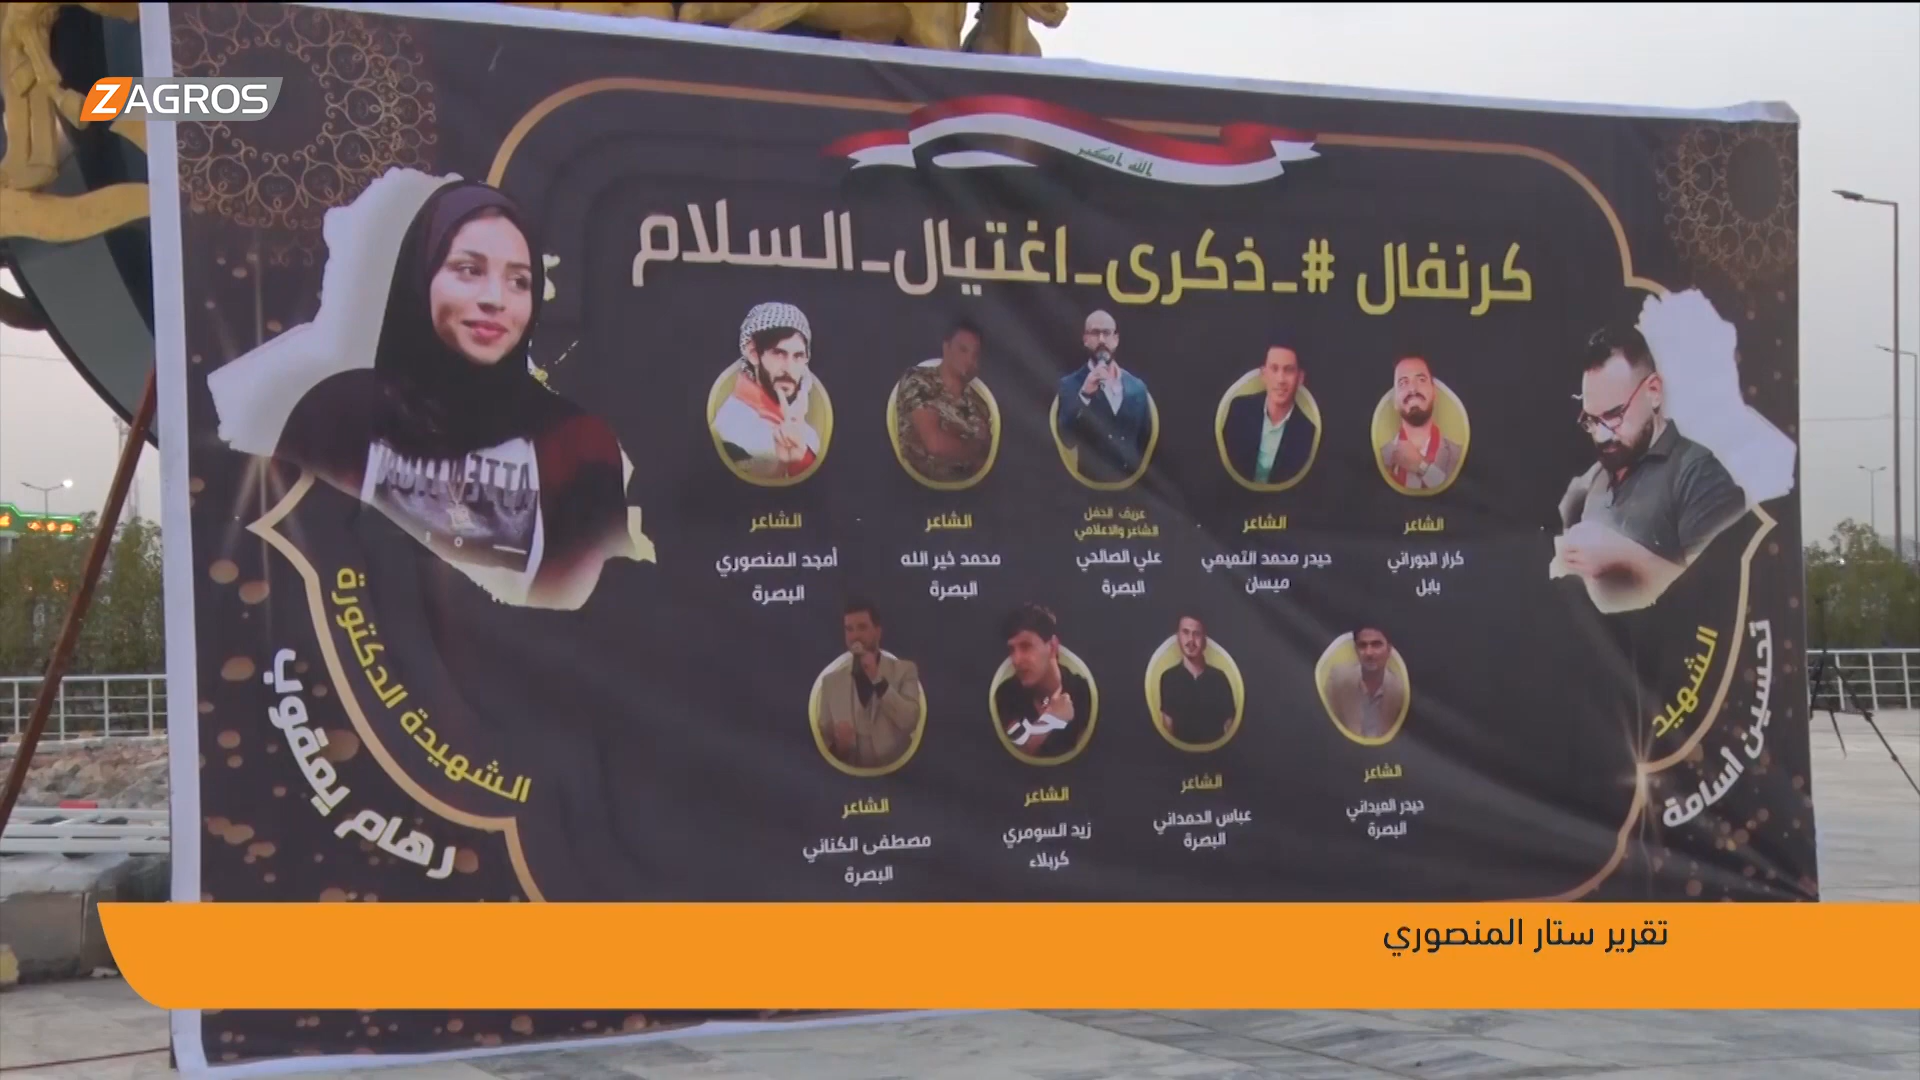 ZAGROS
الله اكبر
كرنفال #_ذكرى_اغتيال_السلام
الشاعر
كرار الجوراني
بابل
الشاعر
حيدر محمد التميمي
ميسان
عريف الحفل
الشاعر والاعلامي
علي الصالحي
البصرة
الشاعر
محمد خير الله
البصرة
الشاعر
أمجد المنصوري
البصرة
الشاعر
حيدر العيداني
البصرة
الشاعر
عباس الحمداني
البصرة
الشاعر
زيد السومري
كربلاء
الشاعر
مصطفى الكناني
البصرة
الشهيد
تحسين اسامة
الشهيدة الدكتورة
رهام يعقوب
ATTENTION
تقرير ستار المنصوري